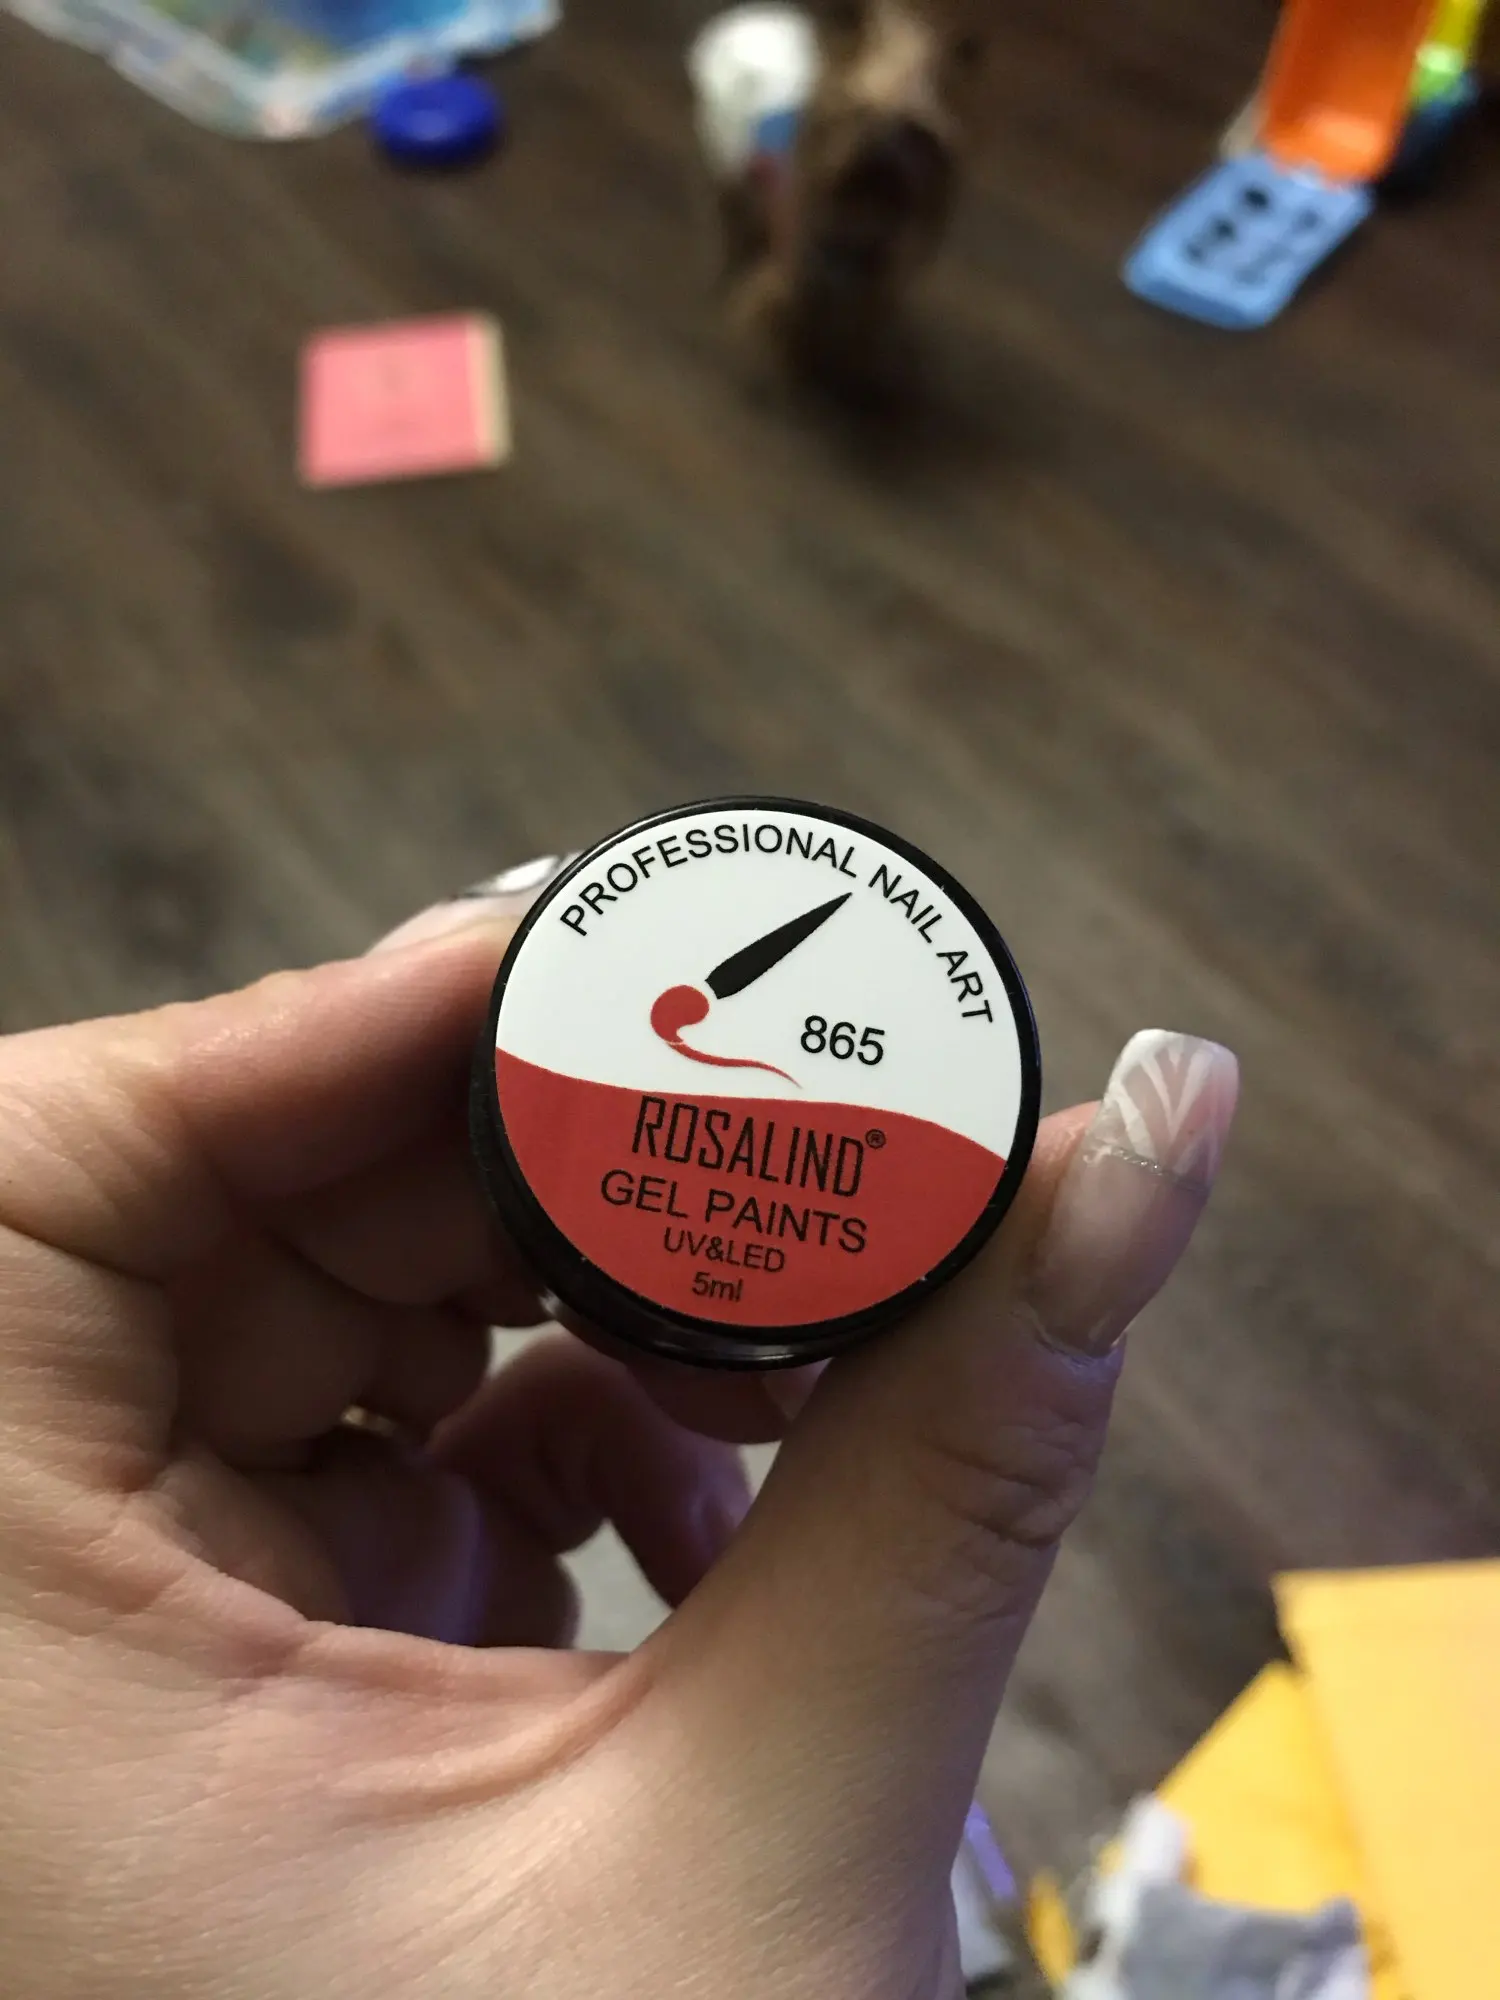 PROFESSIONAL NAIL ART
865
ROSALIND®
GEL PAINTS
UV&LED
5ml